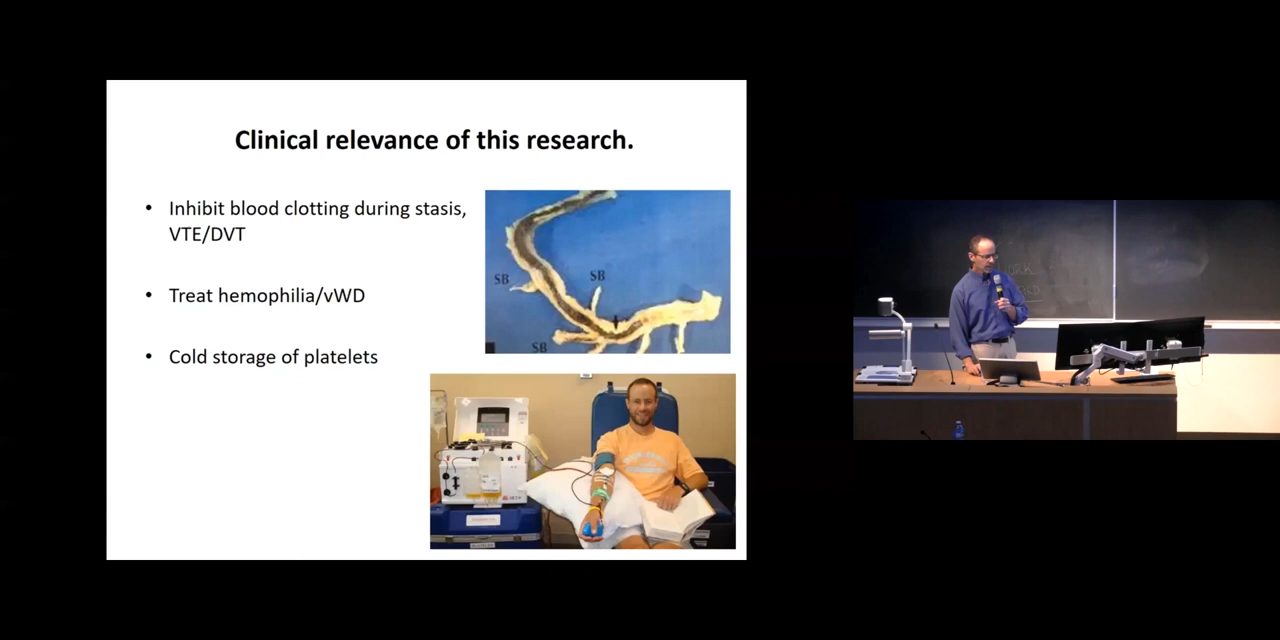 Clinical relevance of this research.
• Inhibit blood clotting during stasis,
VTE/DVT
• Treat hemophilia/vWD
• Cold storage of platelets
SB
SB
SB